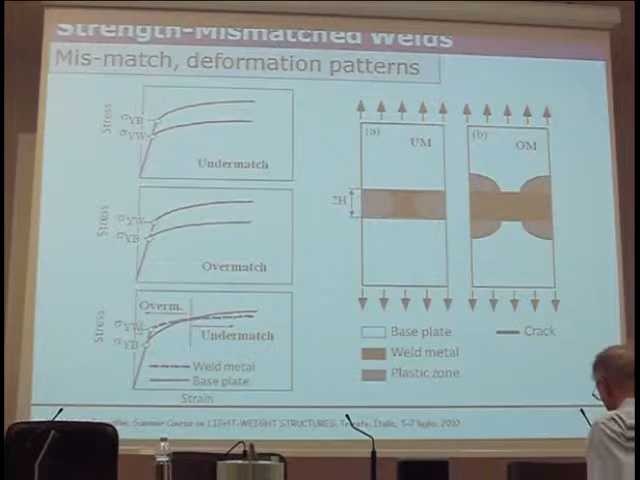 Strength-Mismatched Welds
Mis-match, deformation patterns
Stress
σYB
σYW
Undermatch
Stress
σYW
σYB
Overmatch
Stress
σYW
σYB
Overm.
Undermatch
Weld metal
Base plate
Strain
(a)
UM
2H
(b)
OM
Base plate
Crack
Weld metal
Plastic zone
Summer Course on LIGHT-WEIGHT STRUCTURES, Trieste, Italia, 5-7 luglio, 2010